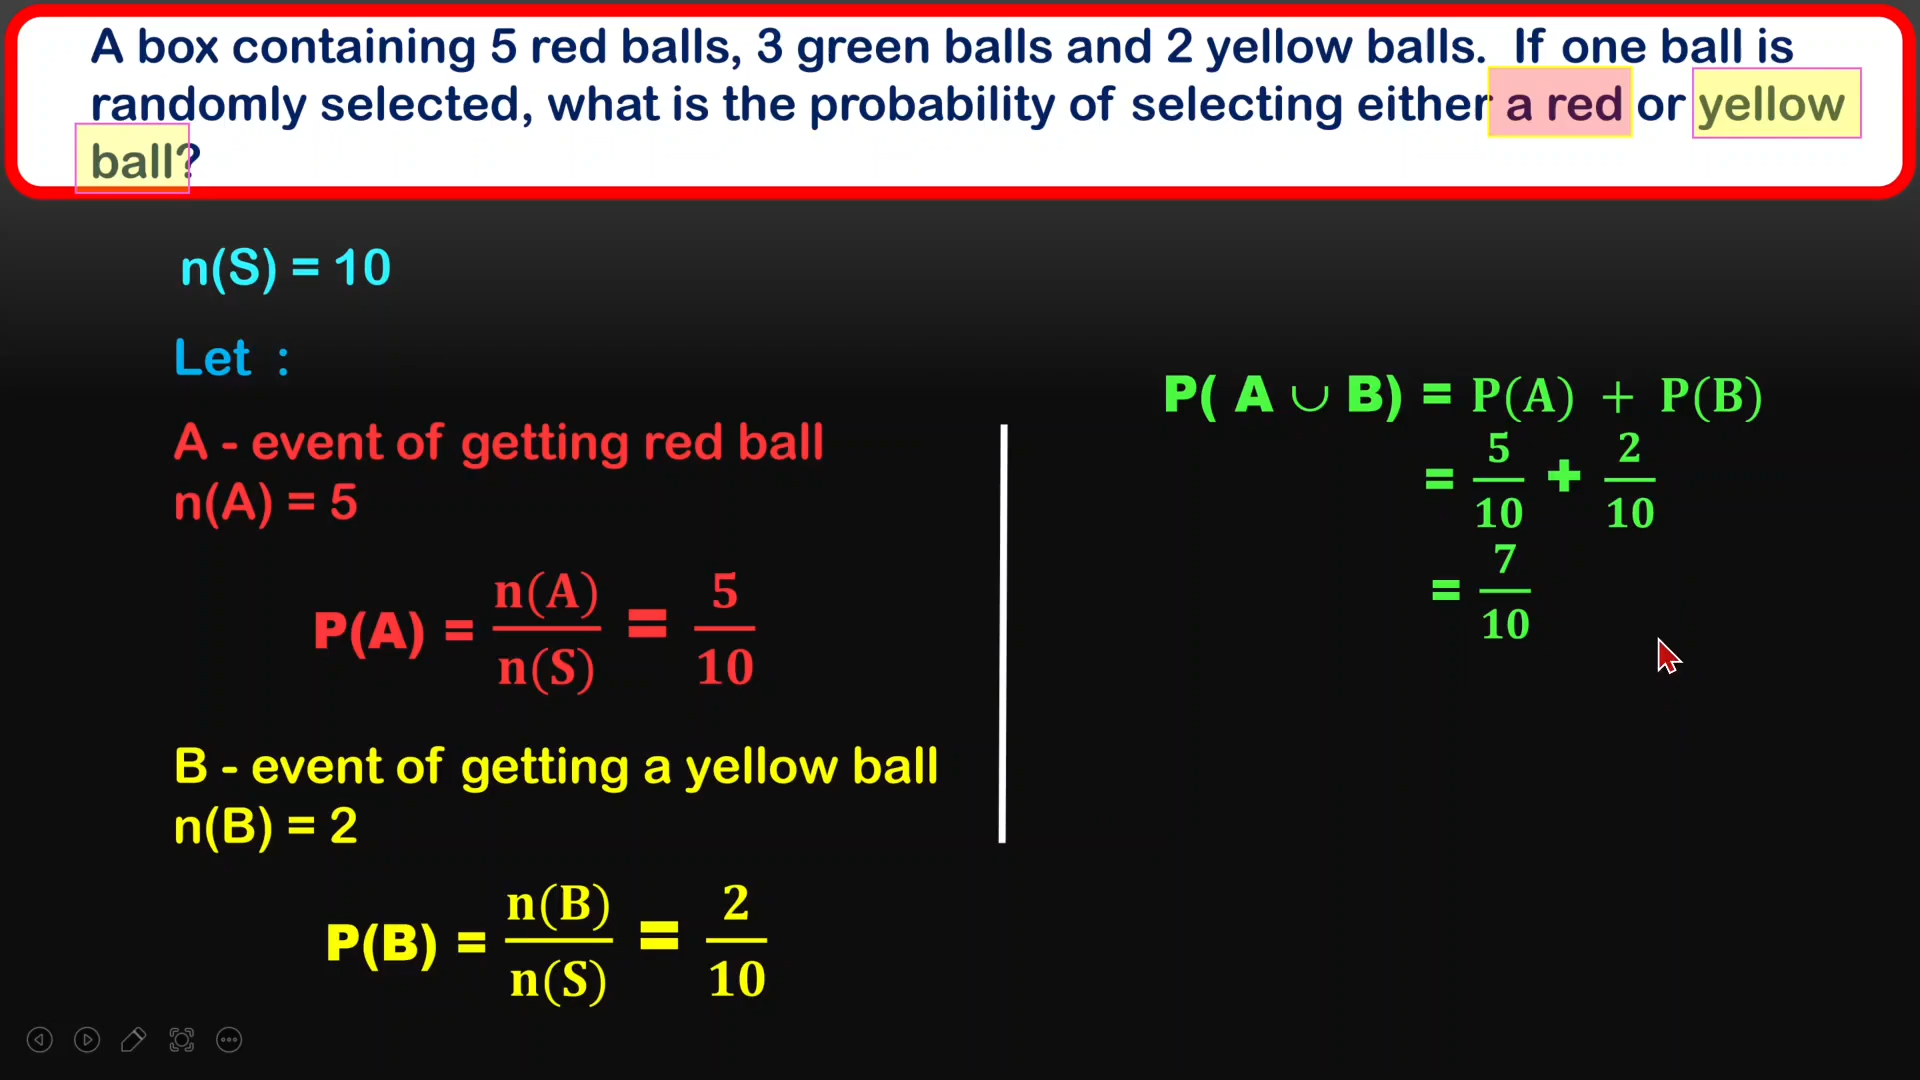 A box containing 5 red balls, 3 green balls and 2 yellow balls. If one ball is
randomly selected, what is the probability of selecting either a red or yellow
ball?
n(S) = 10
Let :
A - event of getting red ball
n(A) = 5
P(A) = n(A)/n(S) = 5/10
B - event of getting a yellow ball
n(B) = 2
P(B) = n(B)/n(S) = 2/10
P( A ∪ B) = P(A) + P(B)
= 5/10 + 2/10
= 7/10